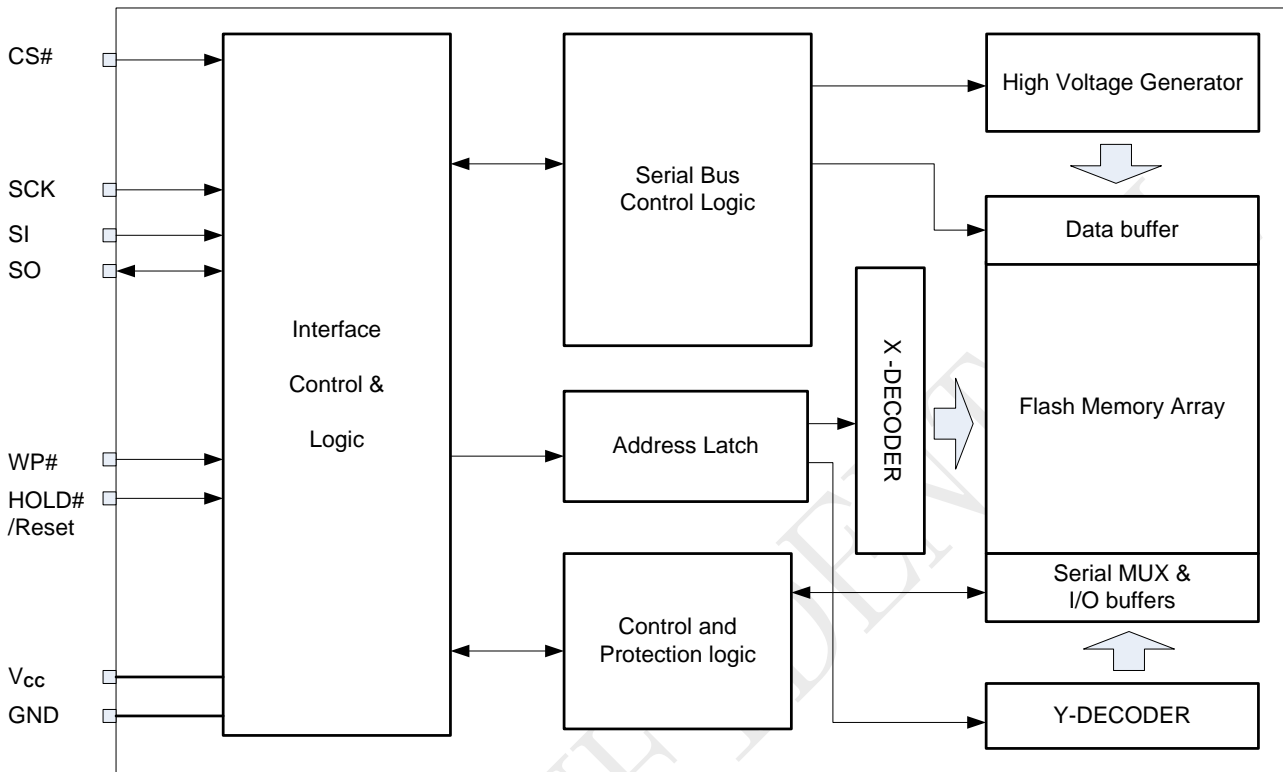 CS#
SCK
SI
SO
WP#
HOLD#
/Reset
Vcc
GND
Interface
Control &
Logic
Serial Bus
Control Logic
Address Latch
Control and
Protection logic
X -DECODER
High Voltage Generator
Data buffer
Flash Memory Array
Serial MUX &
I/O buffers
Y-DECODER